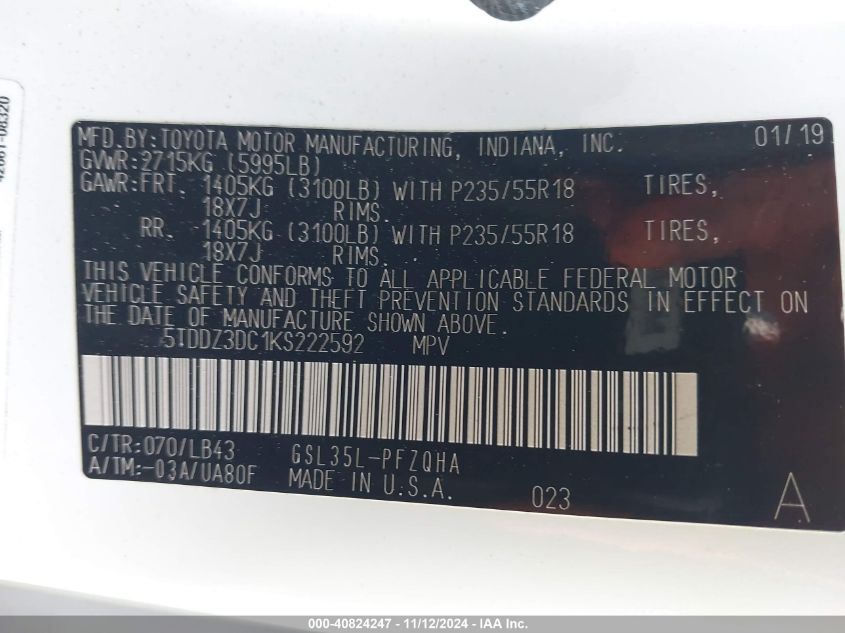 MFD. BY: TOYOTA MOTOR MANUFACTURING, INDIANA, INC. 01/19
GVWR: 2715KG (5995LB)
GAWR: FRT. 1405KG (3100LB) WITH P235/55R18 TIRES,
18X7J RIMS.
RR. 1405KG (3100LB) WITH P235/55R18 TIRES,
18X7J RIMS.
THIS VEHICLE CONFORMS TO ALL APPLICABLE FEDERAL MOTOR
VEHICLE SAFETY AND THEFT PREVENTION STANDARDS IN EFFECT ON
THE DATE OF MANUFACTURE SHOWN ABOVE.
5TDDZ3DC1KS222592 MPV
C/TR: 070/LB43 GSL35L-PFZQHA
A/TM: -03A/UA80F MADE IN U.S.A. 023 A
000-40824247 - 11/12/2024 - IAA Inc.